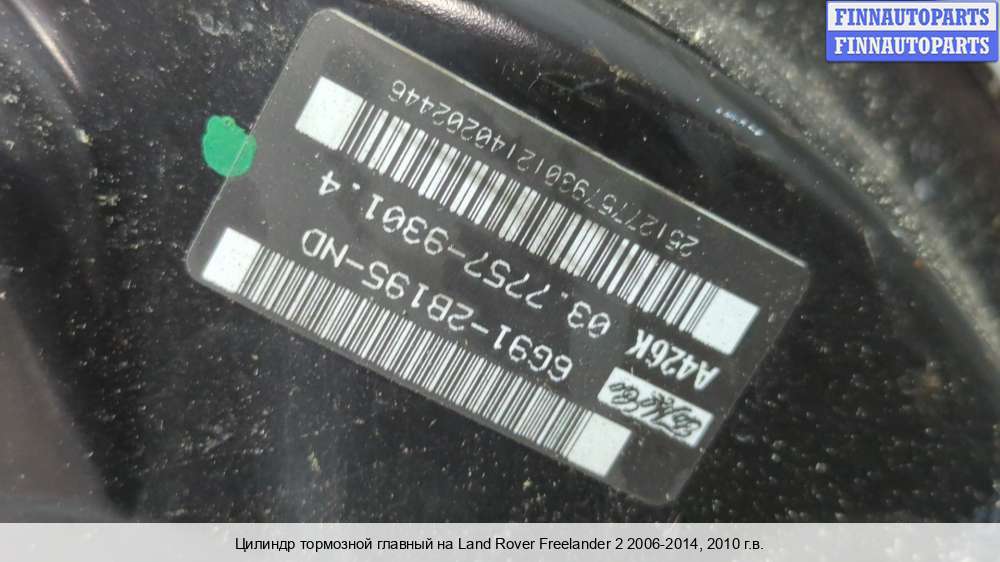 FINNAUTOPARTS
FINNAUTOPARTS
A426K
6G91-2B195-ND
03.7757-9301.4
2512775793012140202446
Цилиндр тормозной главный на Land Rover Freelander 2 2006-2014, 2010 г.в.